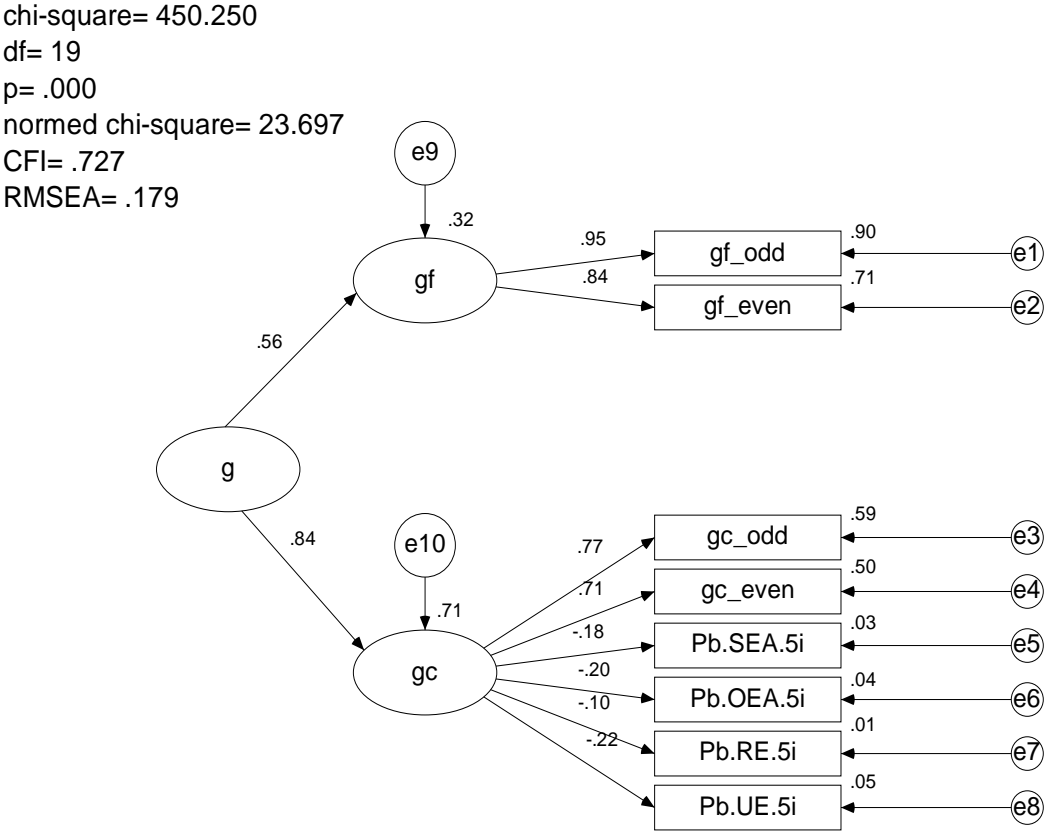 chi-square= 450.250
df= 19
p= .000
normed chi-square= 23.697
CFI= .727
RMSEA= .179
e9
.32
gf
.95
.84
gf_odd
.90
e1
gf_even
.71
e2
.56
g
.84
e10
.71
gc
.77
.71
-.18
-.20
-.10
-.22
gc_odd
.59
e3
gc_even
.50
e4
Pb.SEA.5i
.03
e5
Pb.OEA.5i
.04
e6
Pb.RE.5i
.01
e7
Pb.UE.5i
.05
e8